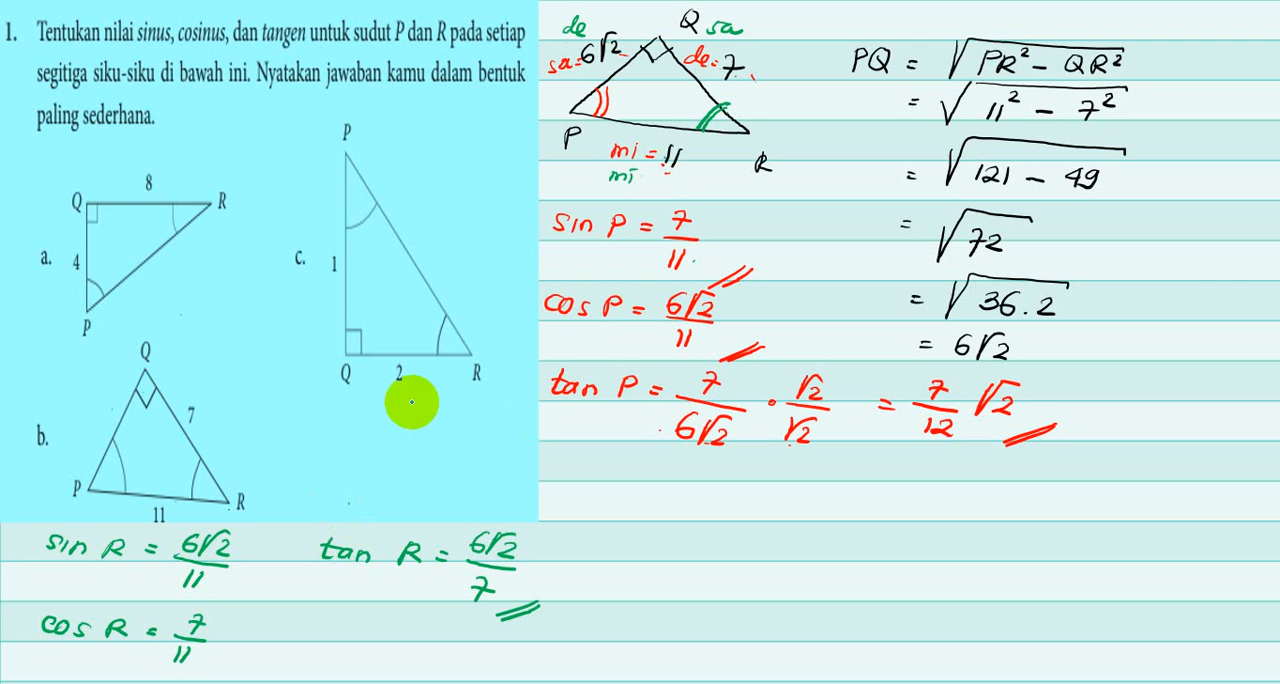 1. Tentukan nilai sinus, cosinus, dan tangen untuk sudut P dan R pada setiap
segitiga siku-siku di bawah ini. Nyatakan jawaban kamu dalam bentuk
paling sederhana.
a.
Q 8 R
4
P
b.
Q
7
P
11
R
c.
P
1
Q 2 R
de Q sa
sa = 6√2 de = 7
P mi = 11 R
mi
PQ = √PR² - QR²
= √11² - 7²
= √121 - 49
= √72
= √36.2
= 6√2
sin P = 7/11
cos P = 6√2/11
tan P = 7/6√2 . √2/√2 = 7/12 √2
sin R = 6√2/11
cos R = 7/11
tan R = 6√2/7